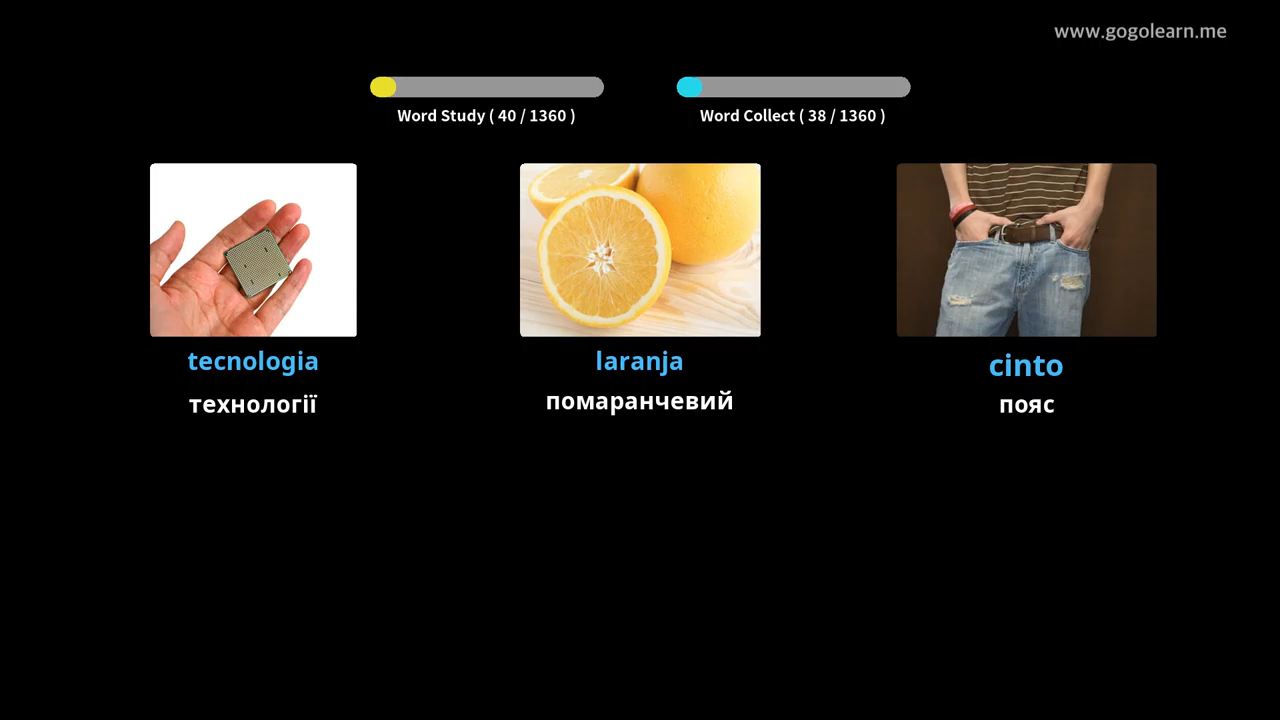 www.gogolearn.me
Word Study ( 40 / 1360 )
Word Collect ( 38 / 1360 )
tecnologia
технології
laranja
помаранчевий
cinto
пояс